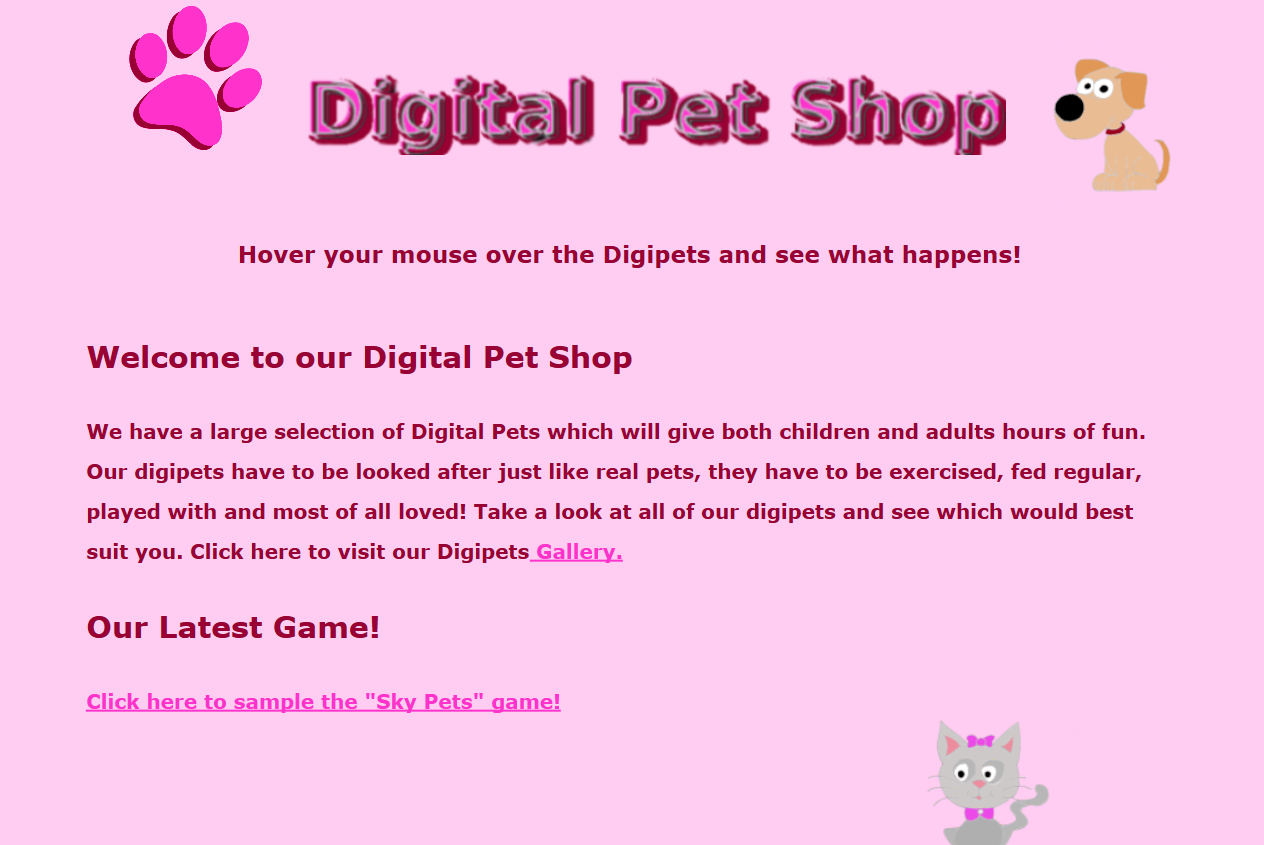 Digital Pet Shop
Hover your mouse over the Digipets and see what happens!
Welcome to our Digital Pet Shop
We have a large selection of Digital Pets which will give both children and adults hours of fun.
Our digipets have to be looked after just like real pets, they have to be exercised, fed regular,
played with and most of all loved! Take a look at all of our digipets and see which would best
suit you. Click here to visit our Digipets Gallery.
Our Latest Game!
Click here to sample the "Sky Pets" game!